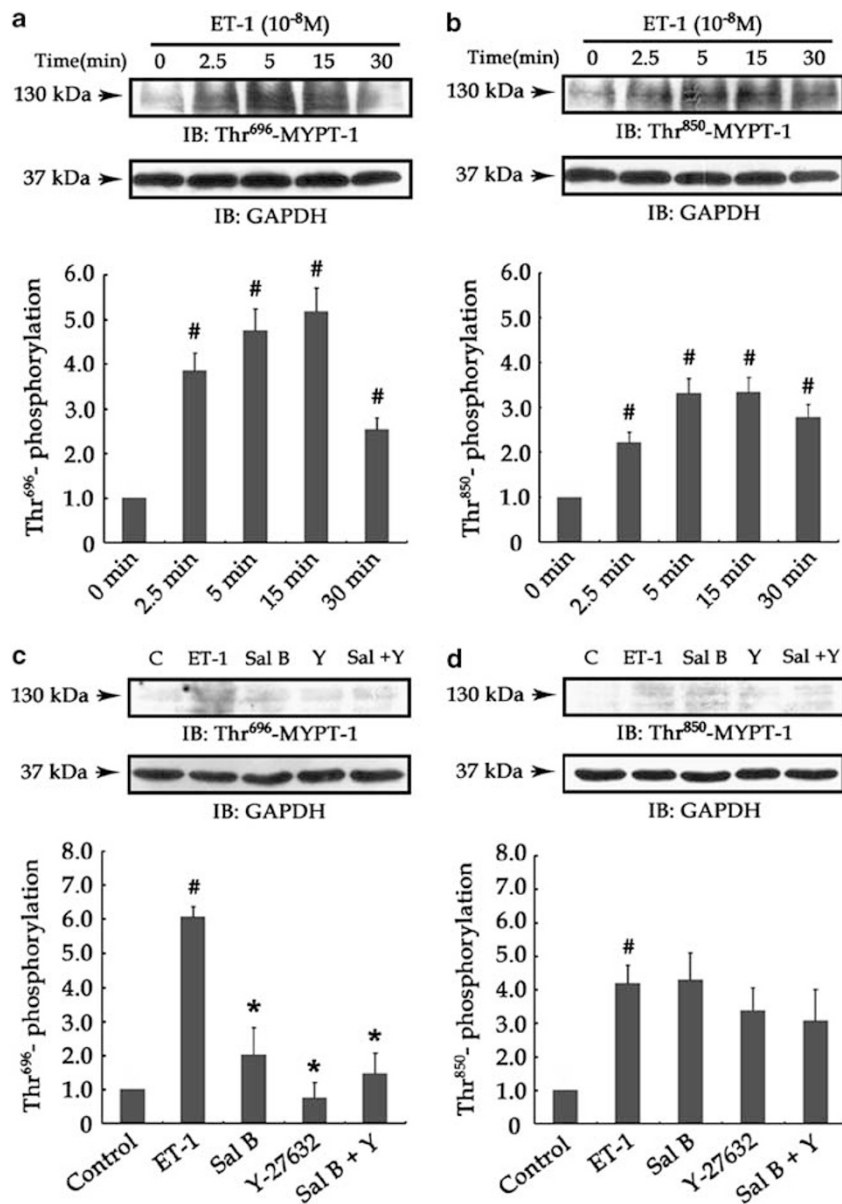 a
ET-1 (10⁻⁸M)
Time(min) 0 2.5 5 15 30
130 kDa
IB: Thr⁶⁹⁶-MYPT-1
37 kDa
IB: GAPDH
Thr⁶⁹⁶- phosphorylation
6.0
5.0
4.0
3.0
2.0
1.0
0
# # # #
0 min 2.5 min 5 min 15 min 30 min
b
ET-1 (10⁻⁸M)
Time(min) 0 2.5 5 15 30
130 kDa
IB: Thr⁸⁵⁰-MYPT-1
37 kDa
IB: GAPDH
Thr⁸⁵⁰- phosphorylation
6.0
5.0
4.0
3.0
2.0
1.0
0
# # # #
0 min 2.5 min 5 min 15 min 30 min
c
C ET-1 Sal B Y Sal +Y
130 kDa
IB: Thr⁶⁹⁶-MYPT-1
37 kDa
IB: GAPDH
Thr⁶⁹⁶- phosphorylation
8.0
7.0
6.0
5.0
4.0
3.0
2.0
1.0
0
# * * *
Control ET-1 Sal B Y-27632 Sal B + Y
d
C ET-1 Sal B Y Sal +Y
130 kDa
IB: Thr⁸⁵⁰-MYPT-1
37 kDa
IB: GAPDH
Thr⁸⁵⁰- phosphorylation
8.0
7.0
6.0
5.0
4.0
3.0
2.0
1.0
0
#
Control ET-1 Sal B Y-27632 Sal B + Y